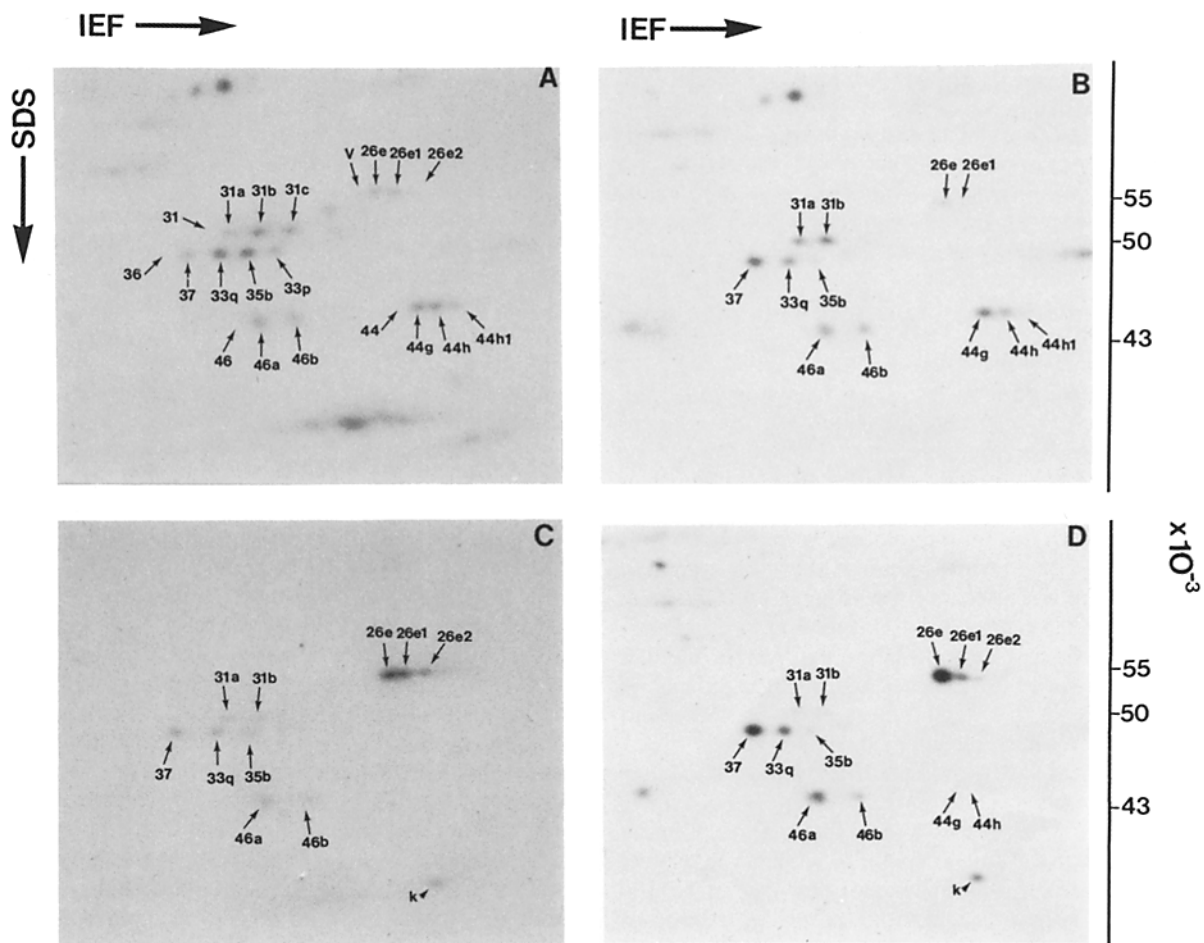 IEF
IEF
SDS
A
V 26e 26e1 26e2
31a 31b 31c
31
36
37 33q 35b 33p
44
44g 44h 44h1
46 46a 46b
B
26e 26e1
31a 31b
37 33q 35b
44g 44h 44h1
46a 46b
-55
-50
-43
C
26e 26e1 26e2
31a 31b
37 33q 35b
46a 46b
k
D
26e 26e1 26e2
31a 31b
37 33q 35b
46a 46b
44g 44h
k
-55
-50
-43
x10-3